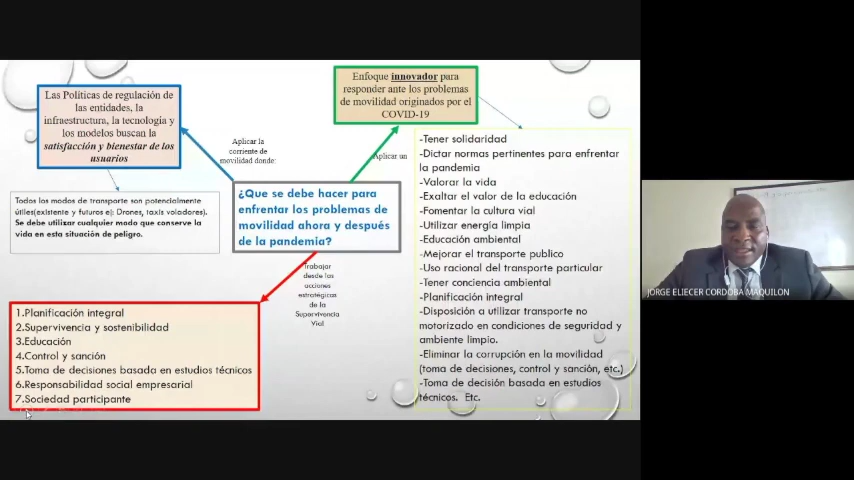 Las Políticas de regulación de
las entidades, la
infraestructura, la tecnología y
los modelos buscan la
satisfacción y bienestar de los
usuarios
Enfoque innovador para
responder ante los problemas
de movilidad originados por el
COVID-19
Aplicar la
corriente de
movilidad donde:
Aplicar un
Todos los modos de transporte son potencialmente
útiles(existente y futuros ej: Drones, taxis voladores).
Se debe utilizar cualquier modo que conserve la
vida en esta situación de peligro.
¿Que se debe hacer para
enfrentar los problemas de
movilidad ahora y después
de la pandemia?
-Tener solidaridad
-Dictar normas pertinentes para enfrentar
la pandemia
-Valorar la vida
-Exaltar el valor de la educación
-Fomentar la cultura vial
-Utilizar energía limpia
-Educación ambiental
-Mejorar el transporte publico
-Uso racional del transporte particular
-Tener conciencia ambiental
-Planificación integral
-Disposición a utilizar transporte no
motorizado en condiciones de seguridad y
ambiente limpio.
-Eliminar la corrupción en la movilidad
(toma de decisiones, control y sanción, etc.)
-Toma de decisión basada en estudios
técnicos. Etc.
Trabajar
desde las
acciones
estratégicas
de la
Supervivencia
Vial
1.Planificación integral
2.Supervivencia y sostenibilidad
3.Educación
4.Control y sanción
5.Toma de decisiones basada en estudios técnicos
6.Responsabilidad social empresarial
7.Sociedad participante
JORGE ELIECER CORDOBA MAQUILON